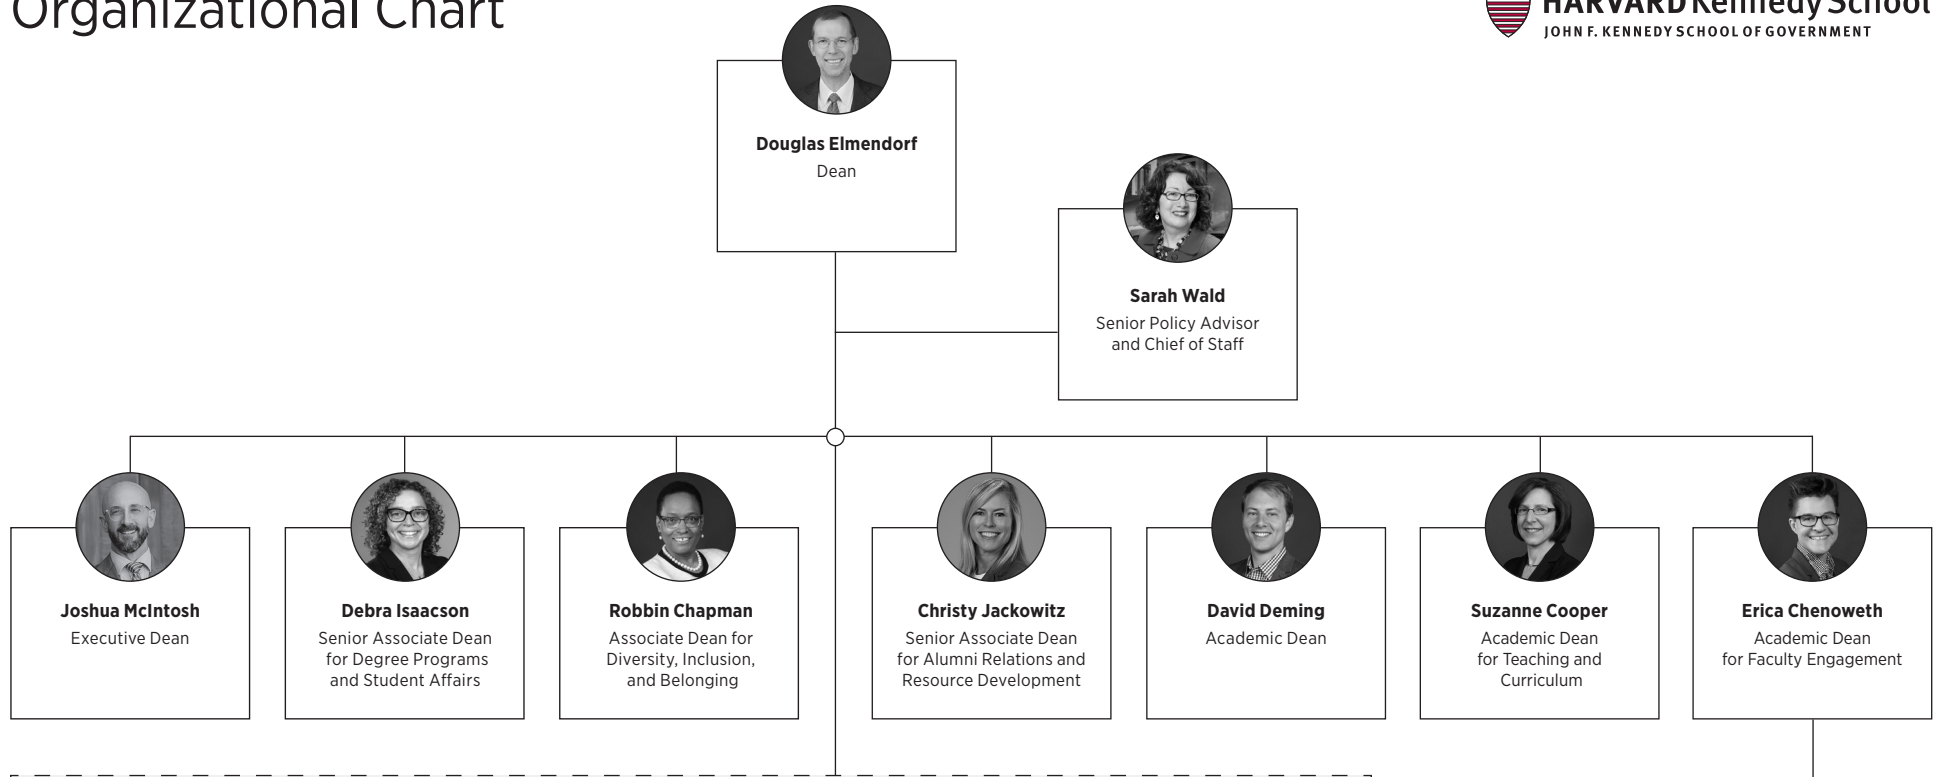 Organizational Chart
HARVARD Kennedy School
JOHN F. KENNEDY SCHOOL OF GOVERNMENT
Douglas Elmendorf
Dean
Sarah Wald
Senior Policy Advisor
and Chief of Staff
Joshua McIntosh
Executive Dean
Debra Isaacson
Senior Associate Dean
for Degree Programs
and Student Affairs
Robbin Chapman
Associate Dean for
Diversity, Inclusion,
and Belonging
Christy Jackowitz
Senior Associate Dean
for Alumni Relations and
Resource Development
David Deming
Academic Dean
Suzanne Cooper
Academic Dean
for Teaching and
Curriculum
Erica Chenoweth
Academic Dean
for Faculty Engagement